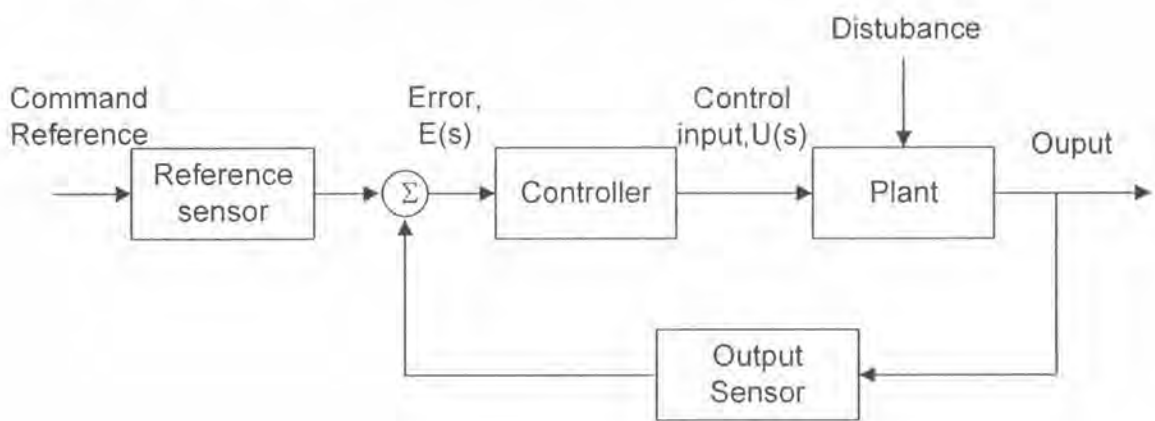 Distubance
Command
Reference
Error,
E(s)
Control
input,U(s)
Ouput
Reference
sensor
Σ
Controller
Plant
Output
Sensor